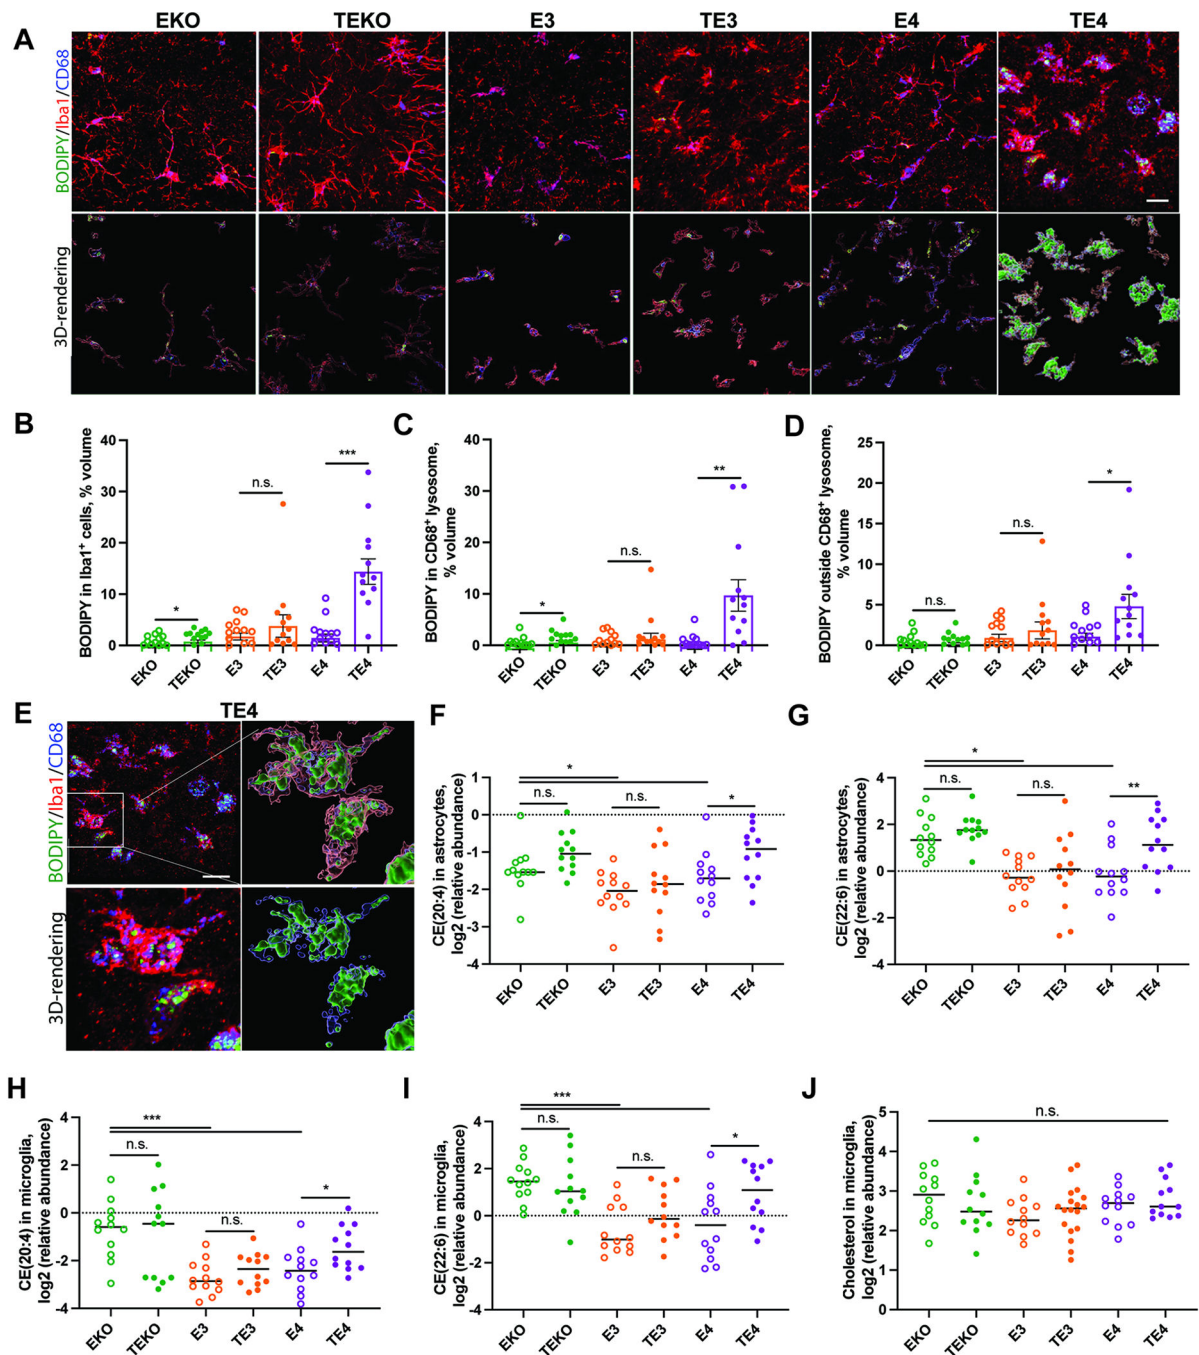 A
EKO
TEKO
E3
TE3
E4
TE4
BODIPY/Iba1/CD68
3D-rendering
B
BODIPY in Iba1⁺ cells, % volume
40
30
20
10
0
*
n.s.
***
EKO
TEKO
E3
TE3
E4
TE4
C
BODIPY in CD68⁺ lysosome,
% volume
40
30
20
10
0
*
n.s.
**
EKO
TEKO
E3
TE3
E4
TE4
D
BODIPY outside CD68⁺ lysosome,
% volume
25
20
15
10
5
0
n.s.
n.s.
*
EKO
TEKO
E3
TE3
E4
TE4
E
TE4
BODIPY/Iba1/CD68
3D-rendering
F
CE(20:4) in astrocytes,
log2 (relative abundance)
1
0
-1
-2
-3
-4
*
n.s.
n.s.
*
EKO
TEKO
E3
TE3
E4
TE4
G
CE(22:6) in astrocytes,
log2 (relative abundance)
4
2
0
-2
-4
*
n.s.
n.s.
**
EKO
TEKO
E3
TE3
E4
TE4
H
CE(20:4) in microglia,
log2 (relative abundance)
4
2
0
-2
-4
***
n.s.
n.s.
*
EKO
TEKO
E3
TE3
E4
TE4
I
CE(22:6) in microglia,
log2 (relative abundance)
4
2
0
-2
-4
***
n.s.
n.s.
*
EKO
TEKO
E3
TE3
E4
TE4
J
Cholesterol in microglia,
log2 (relative abundance)
5
4
3
2
1
0
n.s.
EKO
TEKO
E3
TE3
E4
TE4